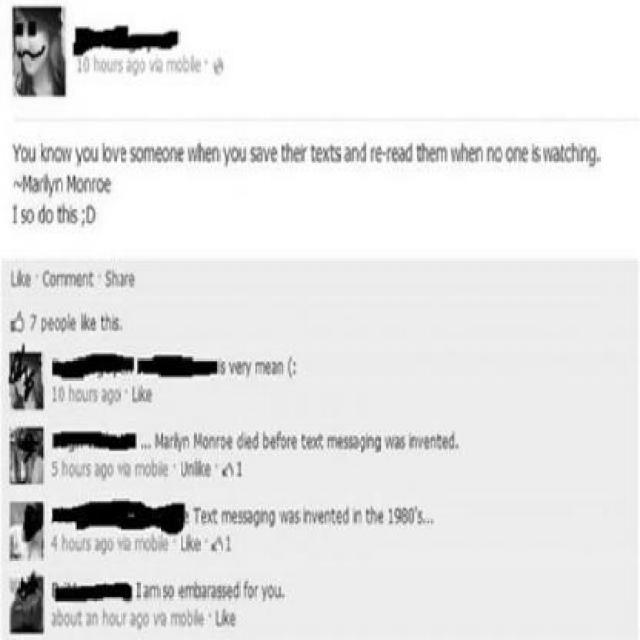 10 hours ago via mobile ·
You know you love someone when you save their texts and re-read them when no one is watching.
~Marilyn Monroe
I so do this ;D
Like · Comment · Share
7 people like this.
is very mean (:
10 hours ago · Like
... Marilyn Monroe died before text messaging was invented.
5 hours ago via mobile · Unlike · 1
Text messaging was invented in the 1980's...
4 hours ago via mobile · Like · 1
I am so embarassed for you.
about an hour ago via mobile · Like